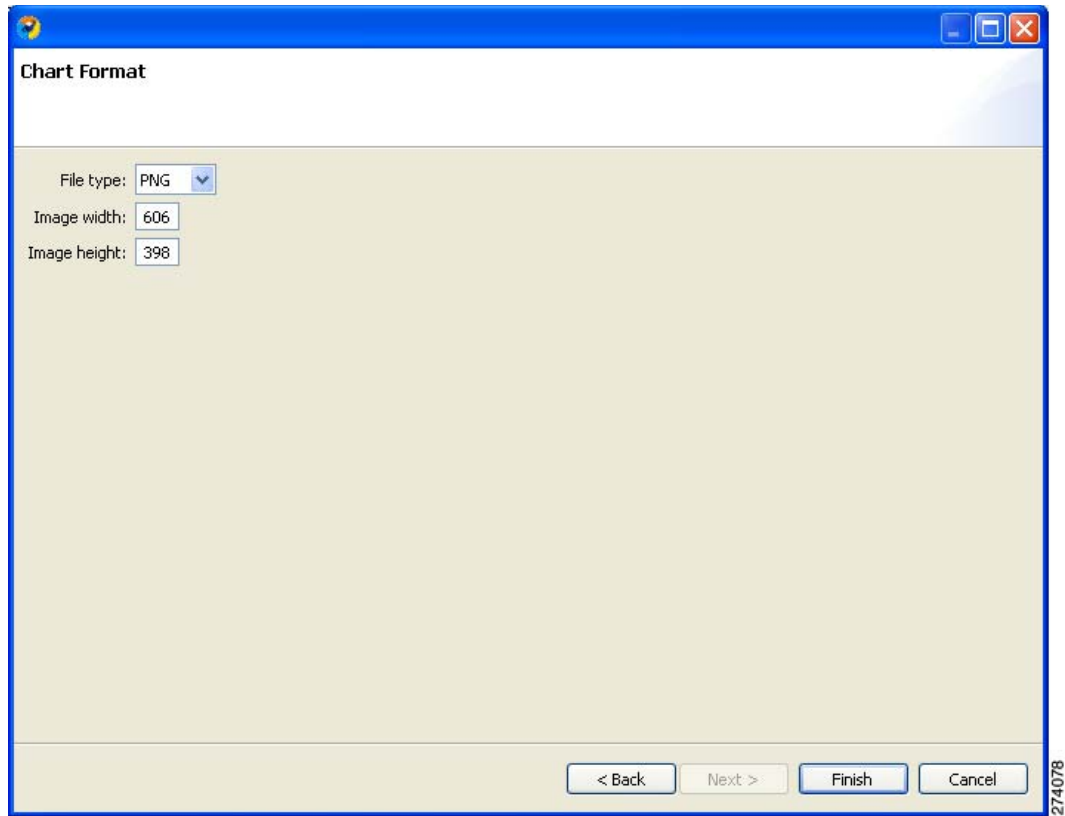 Chart Format
File type: PNG
Image width: 606
Image height: 398
< Back Next > Finish Cancel
274078